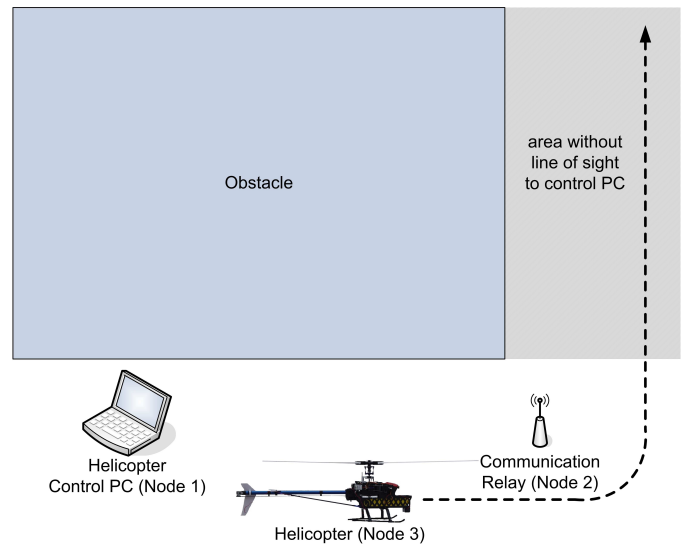 Obstacle
area without
line of sight
to control PC
Helicopter
Control PC (Node 1)
Communication
Relay (Node 2)
Helicopter (Node 3)